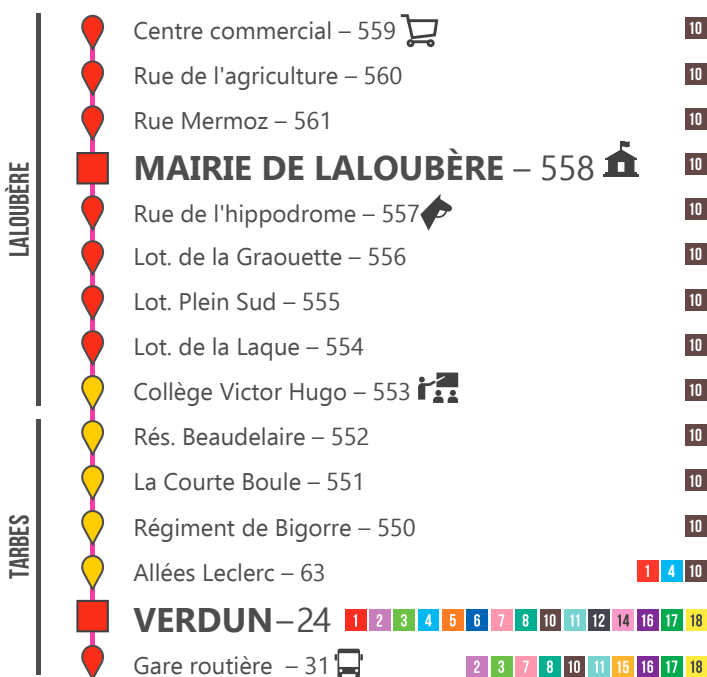 LALOUBÈRE
Centre commercial – 559 10
Rue de l'agriculture – 560 10
Rue Mermoz – 561 10
MAIRIE DE LALOUBÈRE – 558 10
Rue de l'hippodrome – 557 10
Lot. de la Graouette – 556 10
Lot. Plein Sud – 555 10
Lot. de la Laque – 554 10
Collège Victor Hugo – 553 10
TARBES
Rés. Beaudelaire – 552 10
La Courte Boule – 551 10
Régiment de Bigorre – 550 10
Allées Leclerc – 63 1 4 10
VERDUN–24 1 2 3 4 5 6 7 8 10 11 12 14 16 17 18
Gare routière – 31 2 3 7 8 10 11 15 16 17 18